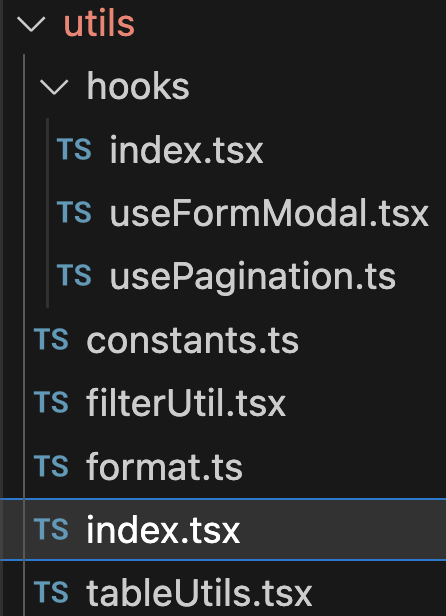 utils
hooks
TS index.tsx
TS useFormModal.tsx
TS usePagination.ts
TS constants.ts
TS filterUtil.tsx
TS format.ts
TS index.tsx
TS tableUtils.tsx